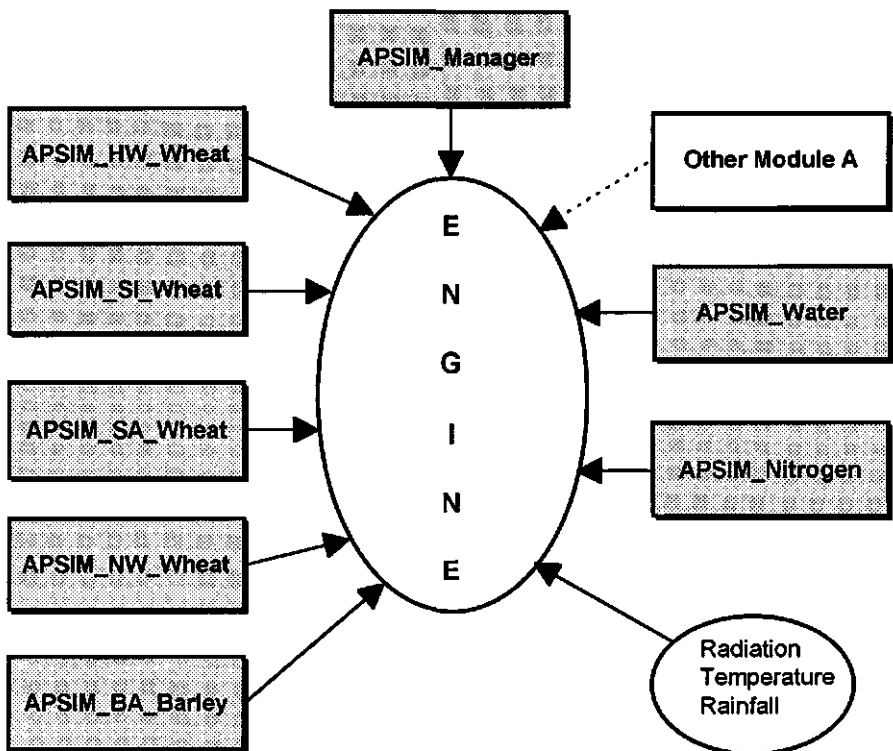 APSIM_Manager
APSIM_HW_Wheat
Other Module A
APSIM_SI_Wheat
APSIM_Water
APSIM_SA_Wheat
APSIM_Nitrogen
APSIM_NW_Wheat
APSIM_BA_Barley
E
N
G
I
N
E
Radiation
Temperature
Rainfall